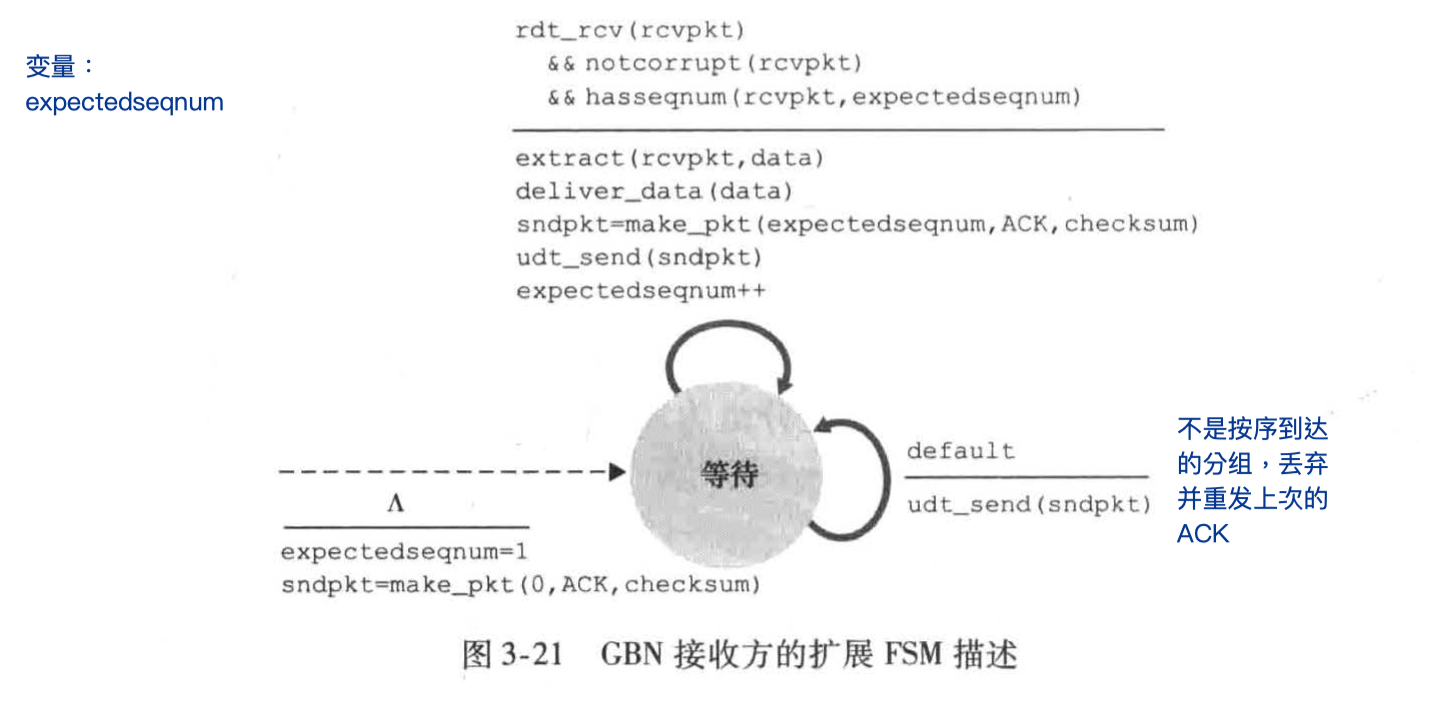 变量：
expectedseqnum
rdt_rcv(rcvpkt)
&& notcorrupt(rcvpkt)
&& hasseqnum(rcvpkt,expectedseqnum)
extract(rcvpkt,data)
deliver_data(data)
sndpkt=make_pkt(expectedseqnum,ACK,checksum)
udt_send(sndpkt)
expectedseqnum++
等待
Λ
expectedseqnum=1
sndpkt=make_pkt(0,ACK,checksum)
default
udt_send(sndpkt)
不是按序到达
的分组，丢弃
并重发上次的
ACK
图 3-21 GBN 接收方的扩展 FSM 描述